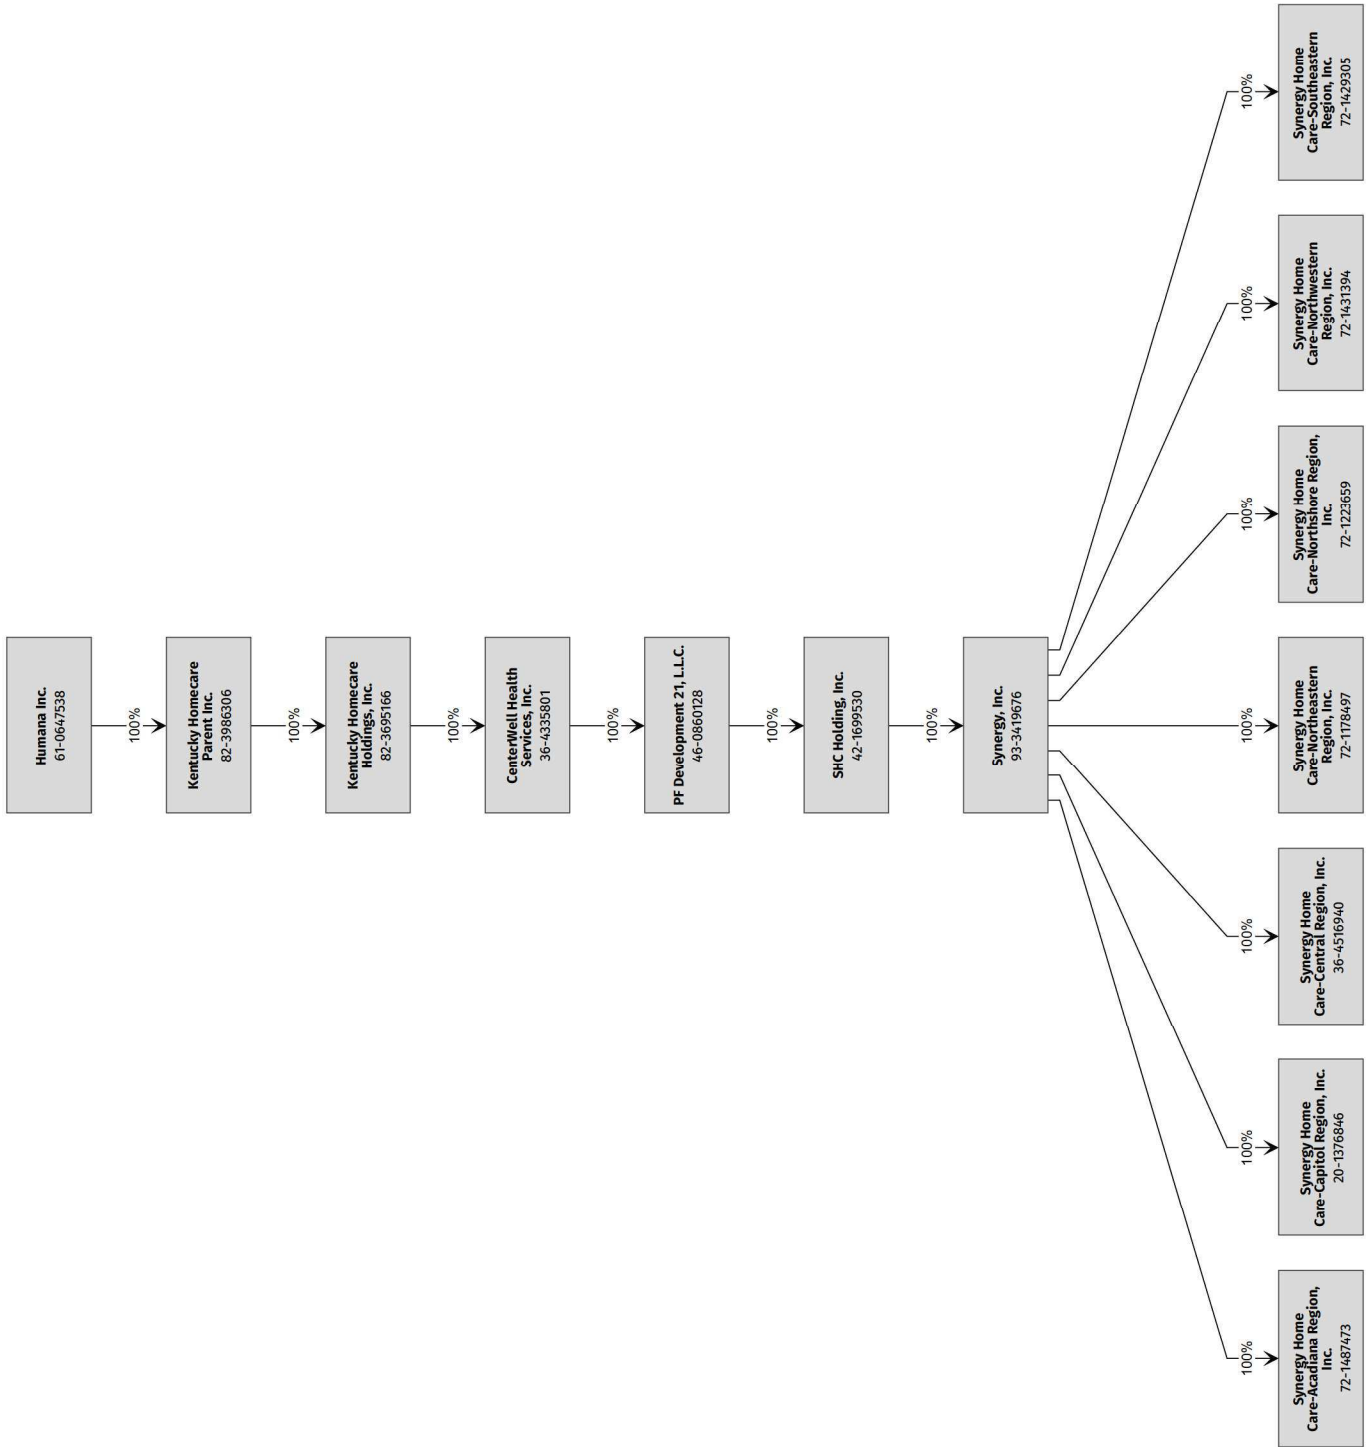 Humana Inc.
61-0647538
100%
Kentucky Homecare
Parent Inc.
82-3986306
100%
Kentucky Homecare
Holdings, Inc.
82-3695166
100%
CenterWell Health
Services, Inc.
36-4335801
100%
PF Development 21, L.L.C.
46-0860128
100%
SHC Holding, Inc.
42-1699530
100%
Synergy, Inc.
93-3419676
100%
Synergy Home
Care-Acadiana Region,
Inc.
72-1487473
100%
Synergy Home
Care-Capitol Region, Inc.
20-1376846
100%
Synergy Home
Care-Central Region, Inc.
36-4516940
100%
Synergy Home
Care-Northeastern
Region, Inc.
72-1178497
100%
Synergy Home
Care-Northshore Region,
Inc.
72-1223659
100%
Synergy Home
Care-Northwestern
Region, Inc.
72-1431394
100%
Synergy Home
Care-Southeastern
Region, Inc.
72-1429305